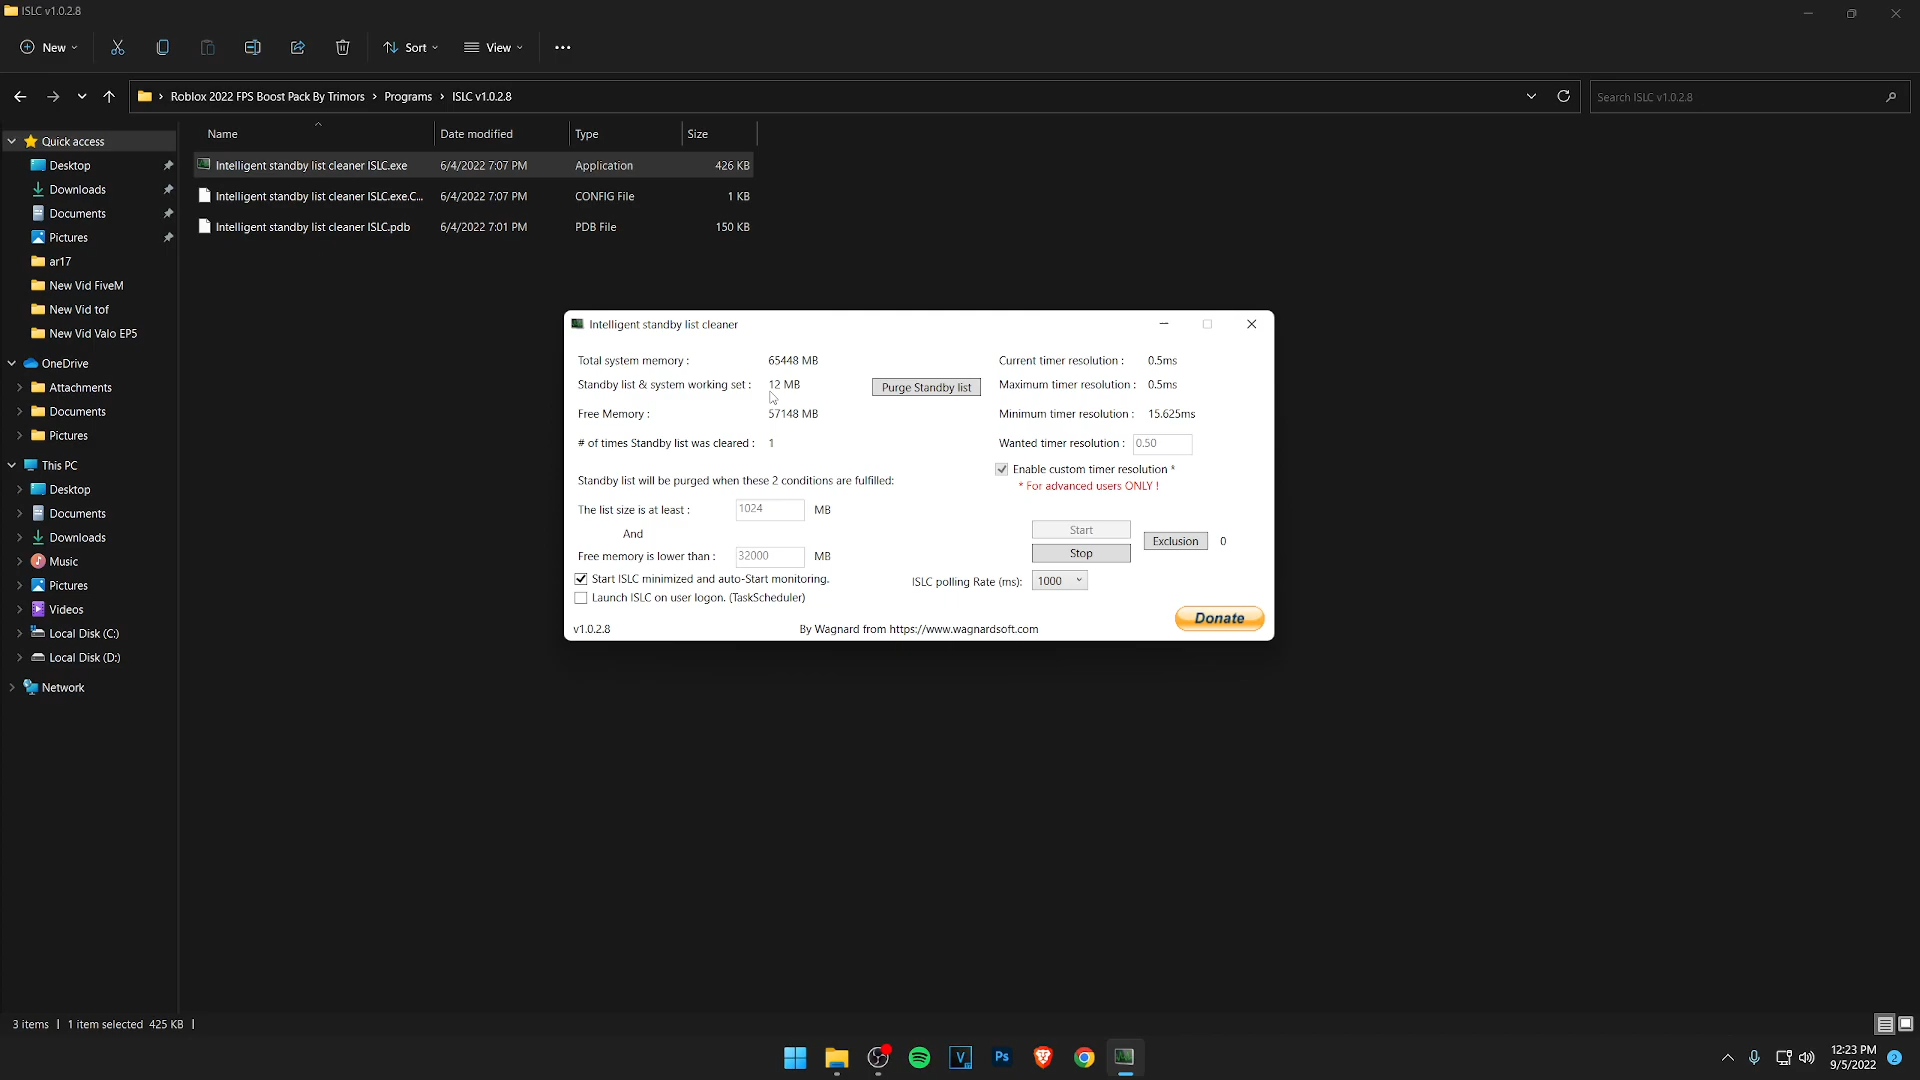 ISLC v1.0.2.8
New
Sort
View
Roblox 2022 FPS Boost Pack By Trimors > Programs > ISLC v1.0.2.8
Search ISLC v1.0.2.8
Name Date modified Type Size
Intelligent standby list cleaner ISLC.exe 6/4/2022 7:07 PM Application 426 KB
Intelligent standby list cleaner ISLC.exe.C... 6/4/2022 7:07 PM CONFIG File 1 KB
Intelligent standby list cleaner ISLC.pdb 6/4/2022 7:01 PM PDB File 150 KB
Quick access
Desktop
Downloads
Documents
Pictures
ar17
New Vid FiveM
New Vid tof
New Vid Valo EP5
OneDrive
Attachments
Documents
Pictures
This PC
Desktop
Documents
Downloads
Music
Pictures
Videos
Local Disk (C:)
Local Disk (D:)
Network
Intelligent standby list cleaner
Total system memory : 65448 MB
Standby list & system working set : 12 MB
Purge Standby list
Free Memory : 57148 MB
# of times Standby list was cleared : 1
Standby list will be purged when these 2 conditions are fulfilled:
The list size is at least : 1024 MB
And
Free memory is lower than : 32000 MB
Start ISLC minimized and auto-Start monitoring.
Launch ISLC on user logon. (TaskScheduler)
Current timer resolution : 0.5ms
Maximum timer resolution : 0.5ms
Minimum timer resolution : 15.625ms
Wanted timer resolution : 0.50
Enable custom timer resolution *
* For advanced users ONLY !
Start
Stop
Exclusion 0
ISLC polling Rate (ms): 1000
Donate
v1.0.2.8
By Wagnard from https://www.wagnardsoft.com
3 items | 1 item selected 425 KB |
V
Ps
12:23 PM
9/5/2022
2